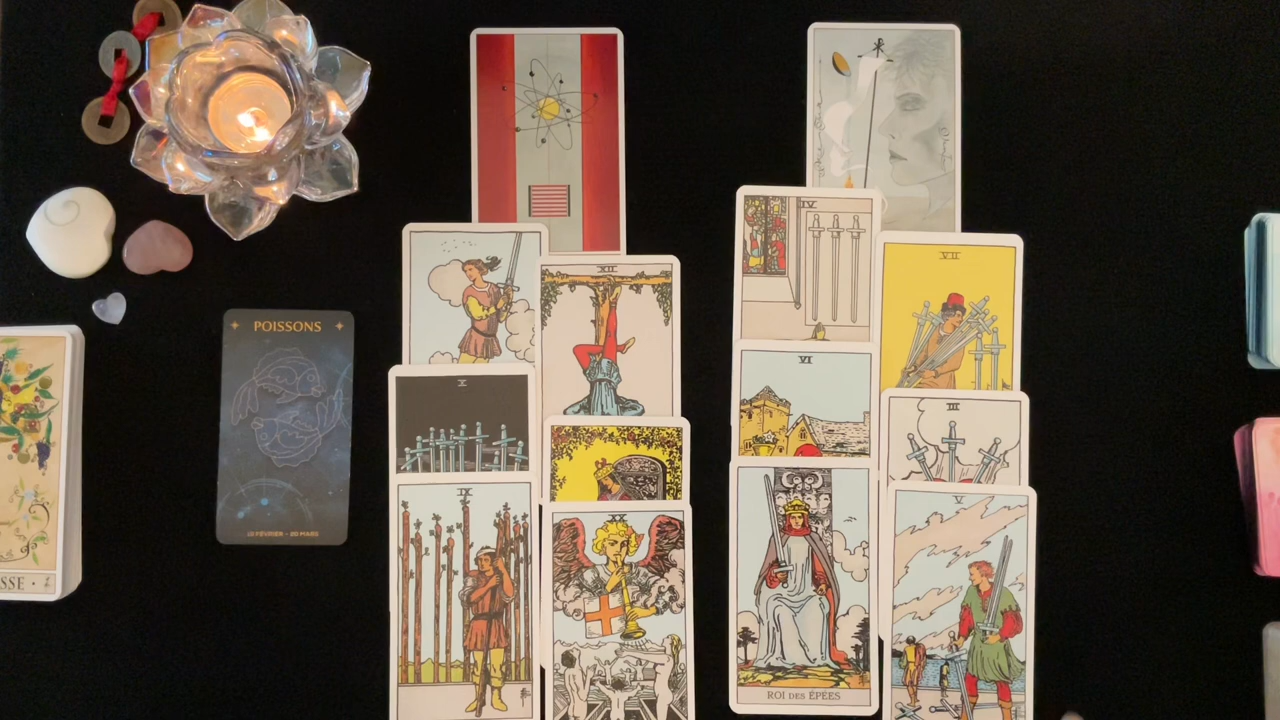 IV
VII
XII
POISSONS
VI
X
III
19 FÉVRIER - 20 MARS
IX
V
XX
SSE
ROI DES ÉPÉES